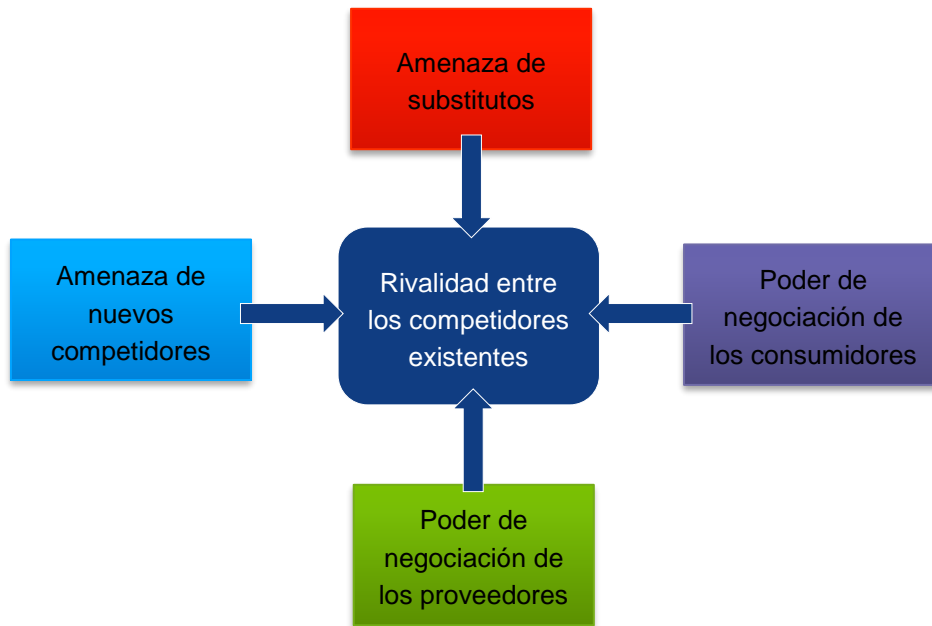 Amenaza de
substitutos
Amenaza de
nuevos
competidores
Rivalidad entre
los competidores
existentes
Poder de
negociación de
los consumidores
Poder de
negociación de
los proveedores